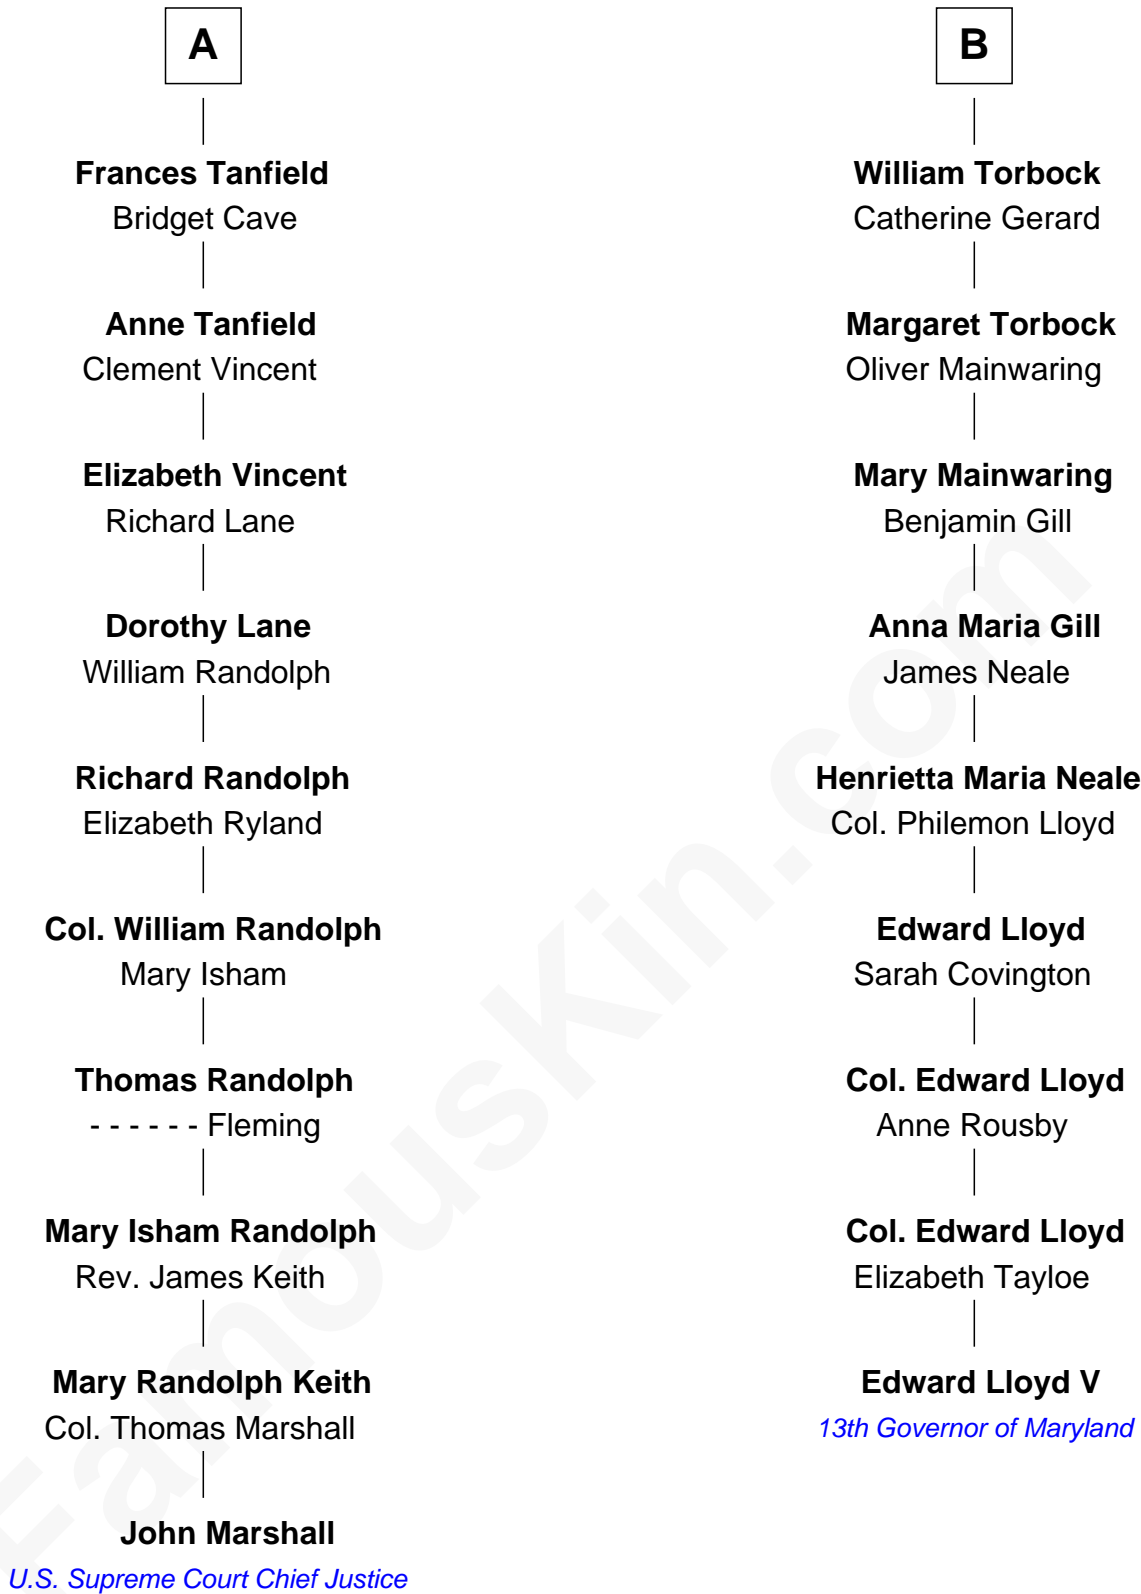 A
Frances Tanfield
Bridget Cave
Anne Tanfield
Clement Vincent
Elizabeth Vincent
Richard Lane
Dorothy Lane
William Randolph
Richard Randolph
Elizabeth Ryland
Col. William Randolph
Mary Isham
Thomas Randolph
- - - - - - Fleming
Mary Isham Randolph
Rev. James Keith
Mary Randolph Keith
Col. Thomas Marshall
John Marshall
U.S. Supreme Court Chief Justice
B
William Torbock
Catherine Gerard
Margaret Torbock
Oliver Mainwaring
Mary Mainwaring
Benjamin Gill
Anna Maria Gill
James Neale
Henrietta Maria Neale
Col. Philemon Lloyd
Edward Lloyd
Sarah Covington
Col. Edward Lloyd
Anne Rousby
Col. Edward Lloyd
Elizabeth Tayloe
Edward Lloyd V
13th Governor of Maryland
FamousKin.com